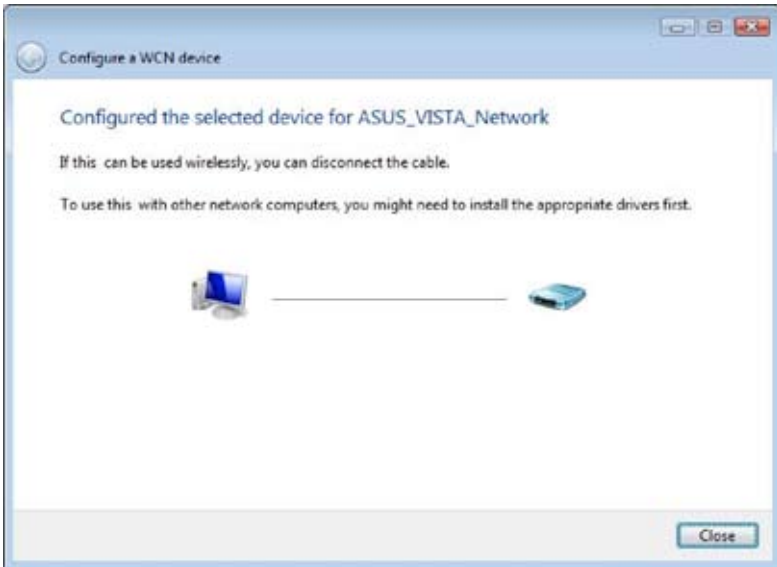 Configure a WCN device
Configured the selected device for ASUS_VISTA_Network
If this  can be used wirelessly, you can disconnect the cable.
To use this  with other network computers, you might need to install the appropriate drivers first.
Close